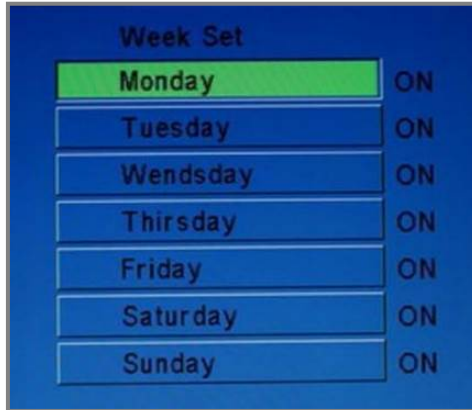 Week Set
Monday ON
Tuesday ON
Wendsday ON
Thirsday ON
Friday ON
Saturday ON
Sunday ON